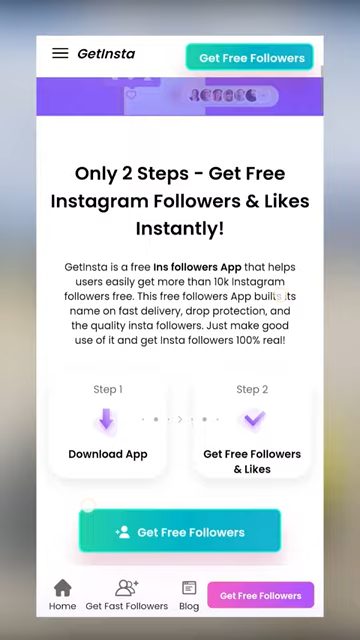 GetInsta
Get Free Followers
Only 2 Steps - Get Free
Instagram Followers & Likes
Instantly!
GetInsta is a free Ins followers App that helps
users easily get more than 10k Instagram
followers free. This free followers App builts its
name on fast delivery, drop protection, and
the quality insta followers. Just make good
use of it and get Insta followers 100% real!
Step 1
Step 2
Download App
Get Free Followers
& Likes
Get Free Followers
Home
Get Fast Followers
Blog
Get Free Followers